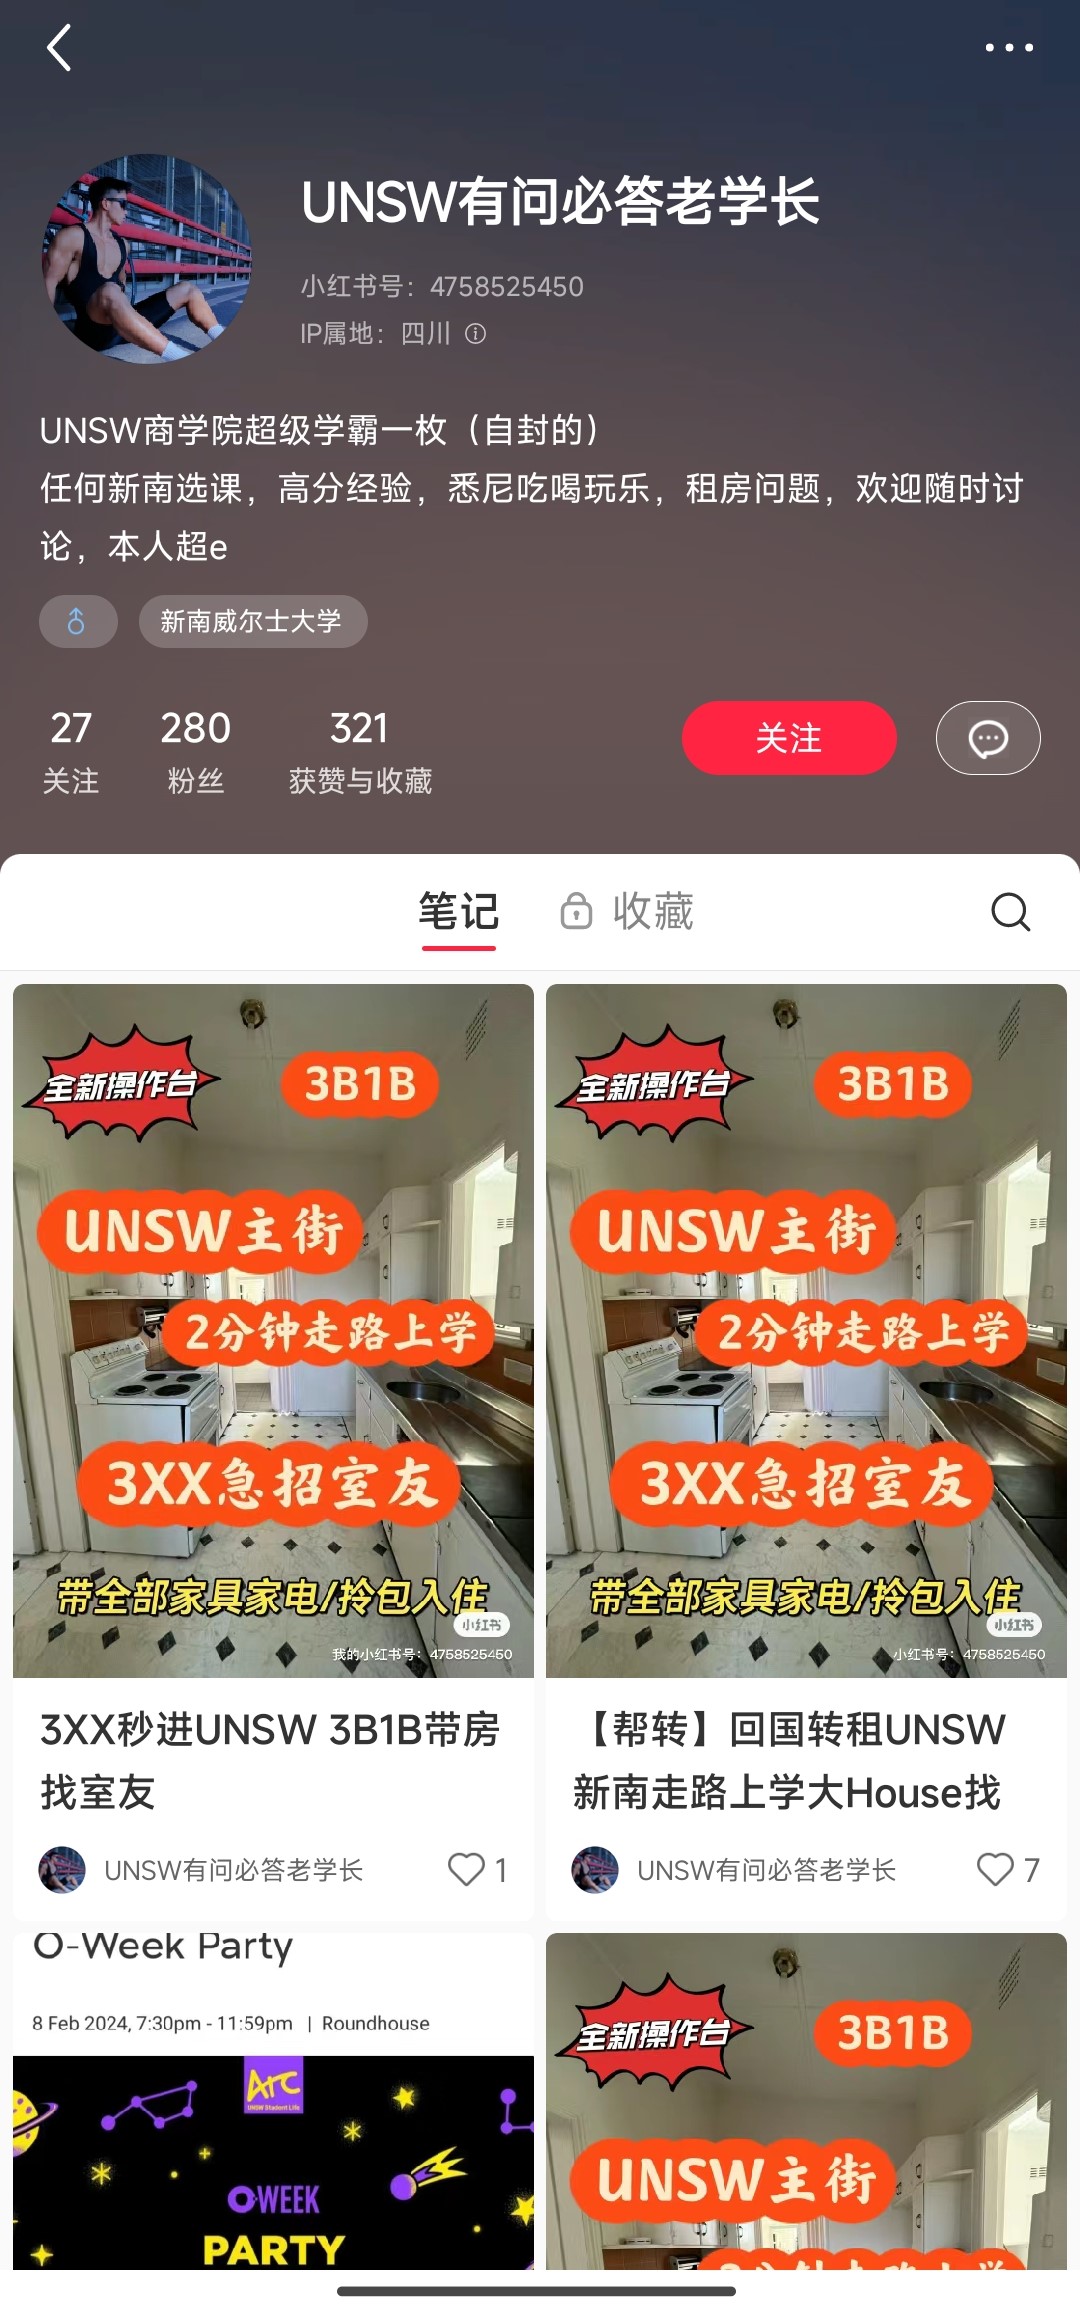 UNSW有问必答老学长
小红书号：4758525450
IP属地：四川
UNSW商学院超级学霸一枚（自封的）
任何新南选课，高分经验，悉尼吃喝玩乐，租房问题，欢迎随时讨
论，本人超e
新南威尔士大学
27
280
321
关注
粉丝
获赞与收藏
关注
笔记
收藏
全新操作台
3B1B
UNSW主街
2分钟走路上学
3XX急招室友
带全部家具家电/拎包入住
小红书
我的小红书号：4758525450
3XX秒进UNSW 3B1B带房
找室友
UNSW有问必答老学长
1
全新操作台
3B1B
UNSW主街
2分钟走路上学
3XX急招室友
带全部家具家电/拎包入住
小红书
小红书号：4758525450
【帮转】回国转租UNSW
新南走路上学大House找
UNSW有问必答老学长
7
O-Week Party
8 Feb 2024, 7:30pm - 11:59pm | Roundhouse
Arc
UNSW Student Life
O-WEEK
PARTY
全新操作台
3B1B
UNSW主街
2分钟走路上学